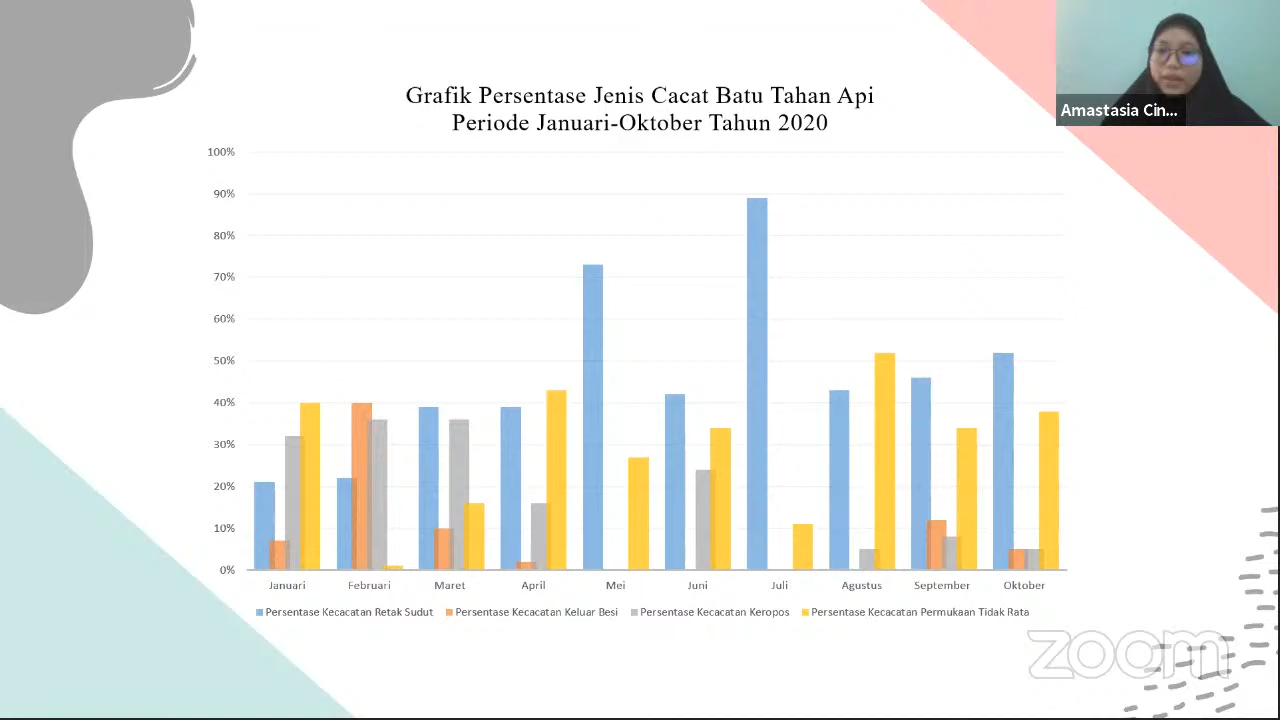 Grafik Persentase Jenis Cacat Batu Tahan Api
Periode Januari-Oktober Tahun 2020
Amastasia Cin...
100%
90%
80%
70%
60%
50%
40%
30%
20%
10%
0%
Januari Februari Maret April Mei Juni Juli Agustus September Oktober
Persentase Kecacatan Retak Sudut Persentase Kecacatan Keluar Besi Persentase Kecacatan Keropos Persentase Kecacatan Permukaan Tidak Rata
zoom